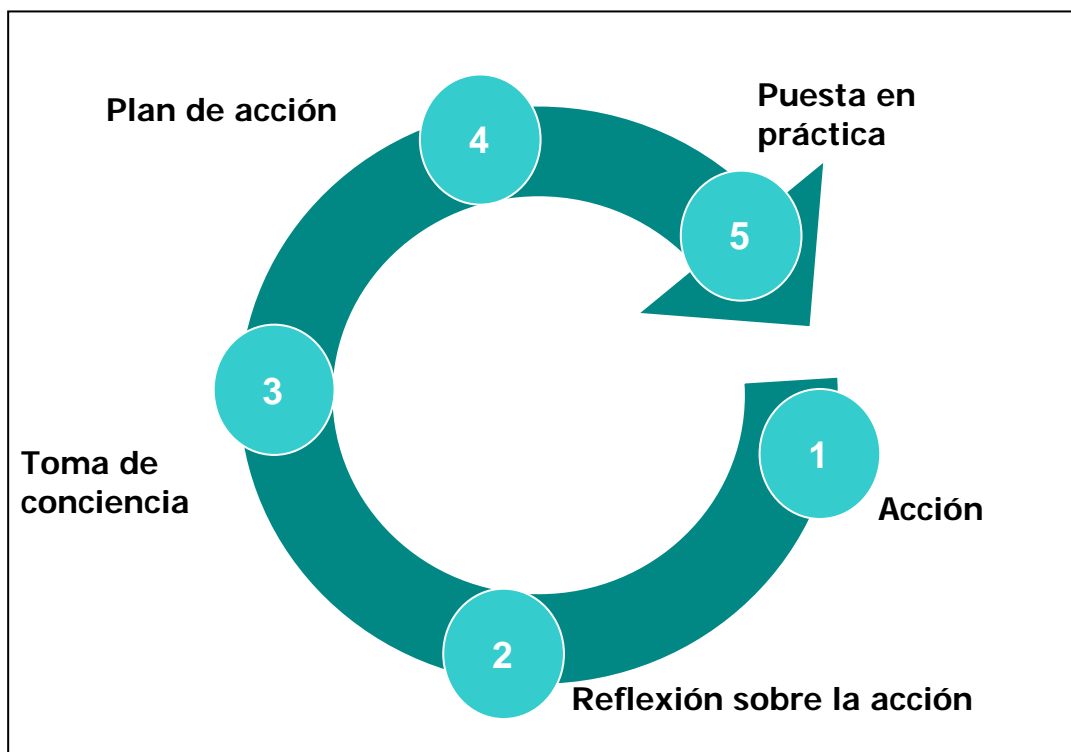 Plan de acción
4
Puesta en
práctica
5
3
Toma de
conciencia
1
Acción
2
Reflexión sobre la acción